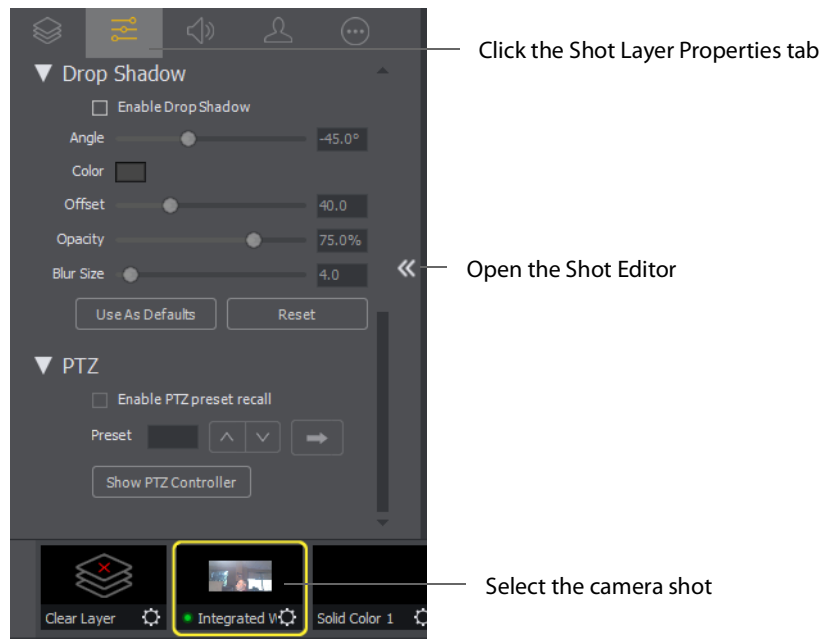 Click the Shot Layer Properties tab
Drop Shadow
Enable Drop Shadow
Angle -45.0°
Color
Offset 40.0
Opacity 75.0%
Open the Shot Editor
Blur Size 4.0
Use As Defaults Reset
PTZ
Enable PTZ preset recall
Preset
Show PTZ Controller
Select the camera shot
Clear Layer Integrated W Solid Color 1